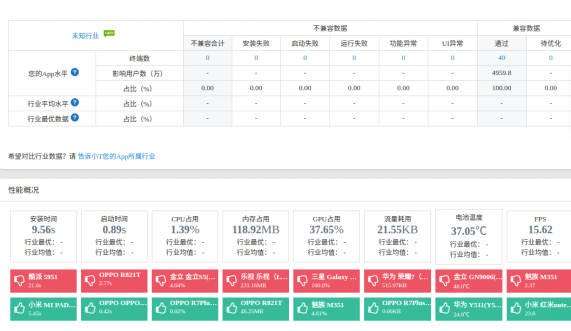 未知行业
不兼容数据 兼容数据
不兼容合计 安装失败 启动失败 运行失败 功能异常 UI异常 通过 待优化
您的App水平 ? 终端数 0 0 0 0 0 0 49 0
影响用户数（万） - - - - - - 4959.8 -
占比（%） 0.00 0.00 0.00 0.00 0.00 0.00 100.00 0.00
行业平均水平 ? 占比（%） - - - - - - - -
行业最优数据 ? 占比（%） - - - - - - - -
希望对比行业数据？请 告诉小T您的App所属行业
性能概况
安装时间 启动时间 CPU占用 内存占用 GPU占用 流量耗用 电池温度 FPS
9.56s 0.89s 1.39% 118.92MB 37.65% 21.55KB 37.05℃ 15.62
行业最优： - 行业最优： - 行业最优： - 行业最优： - 行业最优： - 行业最优： - 行业最优： - 行业最优： -
行业均值： - 行业均值： - 行业均值： - 行业均值： - 行业均值： - 行业均值： - 行业均值： - 行业均值： -
酷派 5951 OPPO R821T 金立 金立S5(… 乐视 乐视（L… 三星 Galaxy … 华为 荣耀7（… 金立 GN9006(… 魅族 M351
21.0s 2.77s 4.04% 231.16MB 100.0% 515.97KB 48.0℃ 2.37
小米 MI PAD… OPPO OPPO… OPPO R7Plu… OPPO R821T 魅族 M351 OPPO R7Plus… 华为 Y511(Y5… 小米 红米note…
5.45s 0.42s 0.02% 46.25MB 4.61% 0.00KB 24.0℃ 23.6